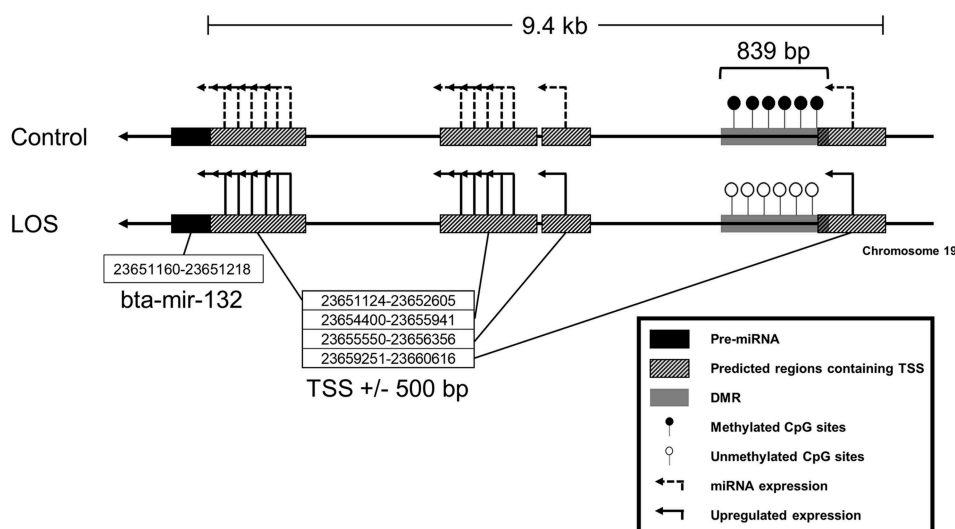 9.4 kb
839 bp
Control
LOS
Chromosome 19
23651160-23651218
bta-mir-132
23651124-23652605
23654400-23655941
23655550-23656356
23659251-23660616
TSS +/- 500 bp
Pre-miRNA
Predicted regions containing TSS
DMR
Methylated CpG sites
Unmethylated CpG sites
miRNA expression
Upregulated expression